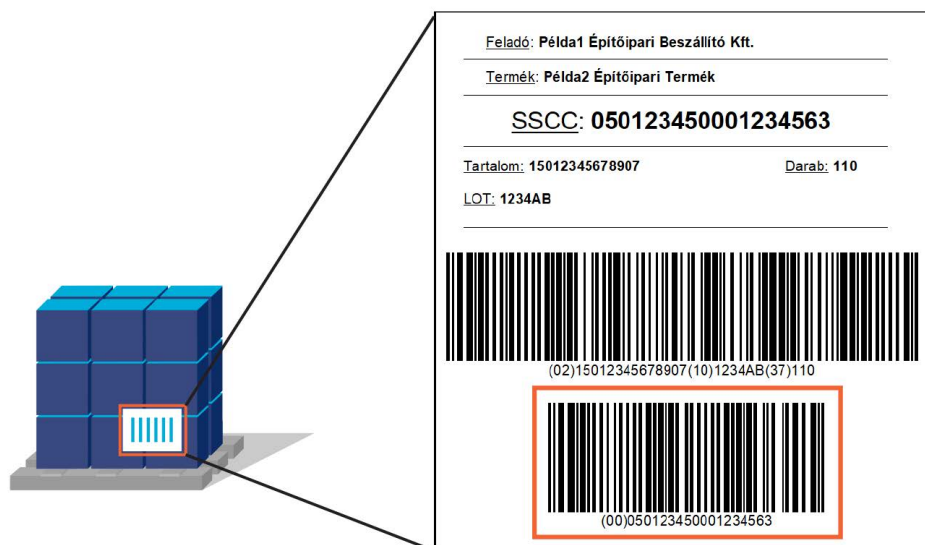 Feladó: Példa1 Építőipari Beszállító Kft.
Termék: Példa2 Építőipari Termék
SSCC: 050123450001234563
Tartalom: 15012345678907 Darab: 110
LOT: 1234AB
(02)15012345678907(10)1234AB(37)110
(00)050123450001234563